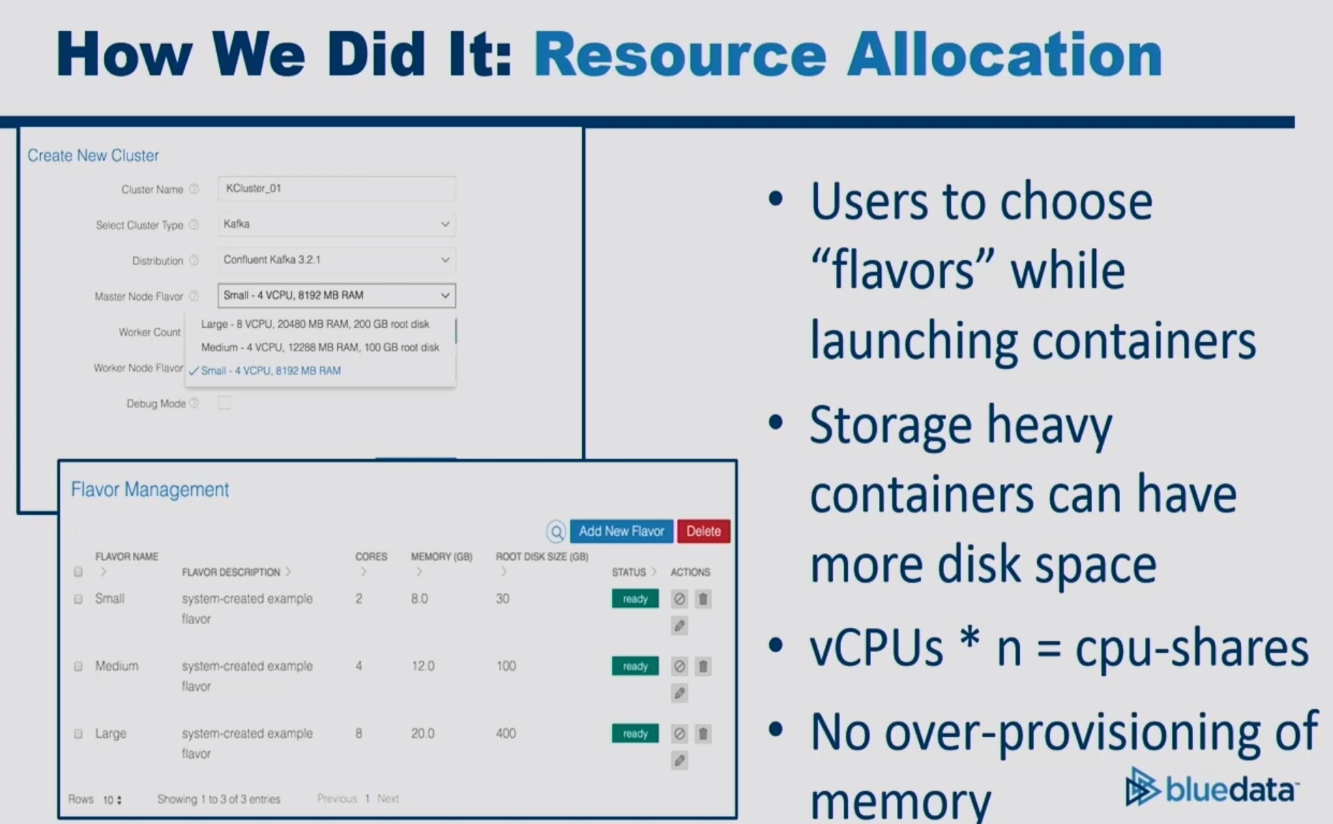 How We Did It: Resource Allocation
Create New Cluster
Cluster Name
KCluster_01
Select Cluster Type
Kafka
Distribution
Confluent Kafka 3.2.1
Master Node Flavor
Small - 4 VCPU, 8192 MB RAM
Worker Count
Large - 8 VCPU, 20480 MB RAM, 200 GB root disk
Medium - 4 VCPU, 12288 MB RAM, 100 GB root disk
Worker Node Flavor
✓ Small - 4 VCPU, 8192 MB RAM
Debug Mode
Flavor Management
Add New Flavor
Delete
FLAVOR NAME
FLAVOR DESCRIPTION
CORES
MEMORY (GB)
ROOT DISK SIZE (GB)
STATUS
ACTIONS
Small
system-created example
flavor
2
8.0
30
ready
Medium
system-created example
flavor
4
12.0
100
ready
Large
system-created example
flavor
8
20.0
400
ready
Rows 10
Showing 1 to 3 of 3 entries
Previous 1 Next
• Users to choose
“flavors” while
launching containers
• Storage heavy
containers can have
more disk space
• vCPUs * n = cpu-shares
• No over-provisioning of
memory
bluedata™